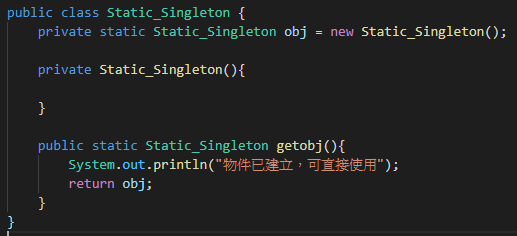 public class Static_Singleton {
    private static Static_Singleton obj = new Static_Singleton();
    private Static_Singleton(){
    }
    public static Static_Singleton getobj(){
        System.out.println("物件已建立，可直接使用");
        return obj;
    }
}